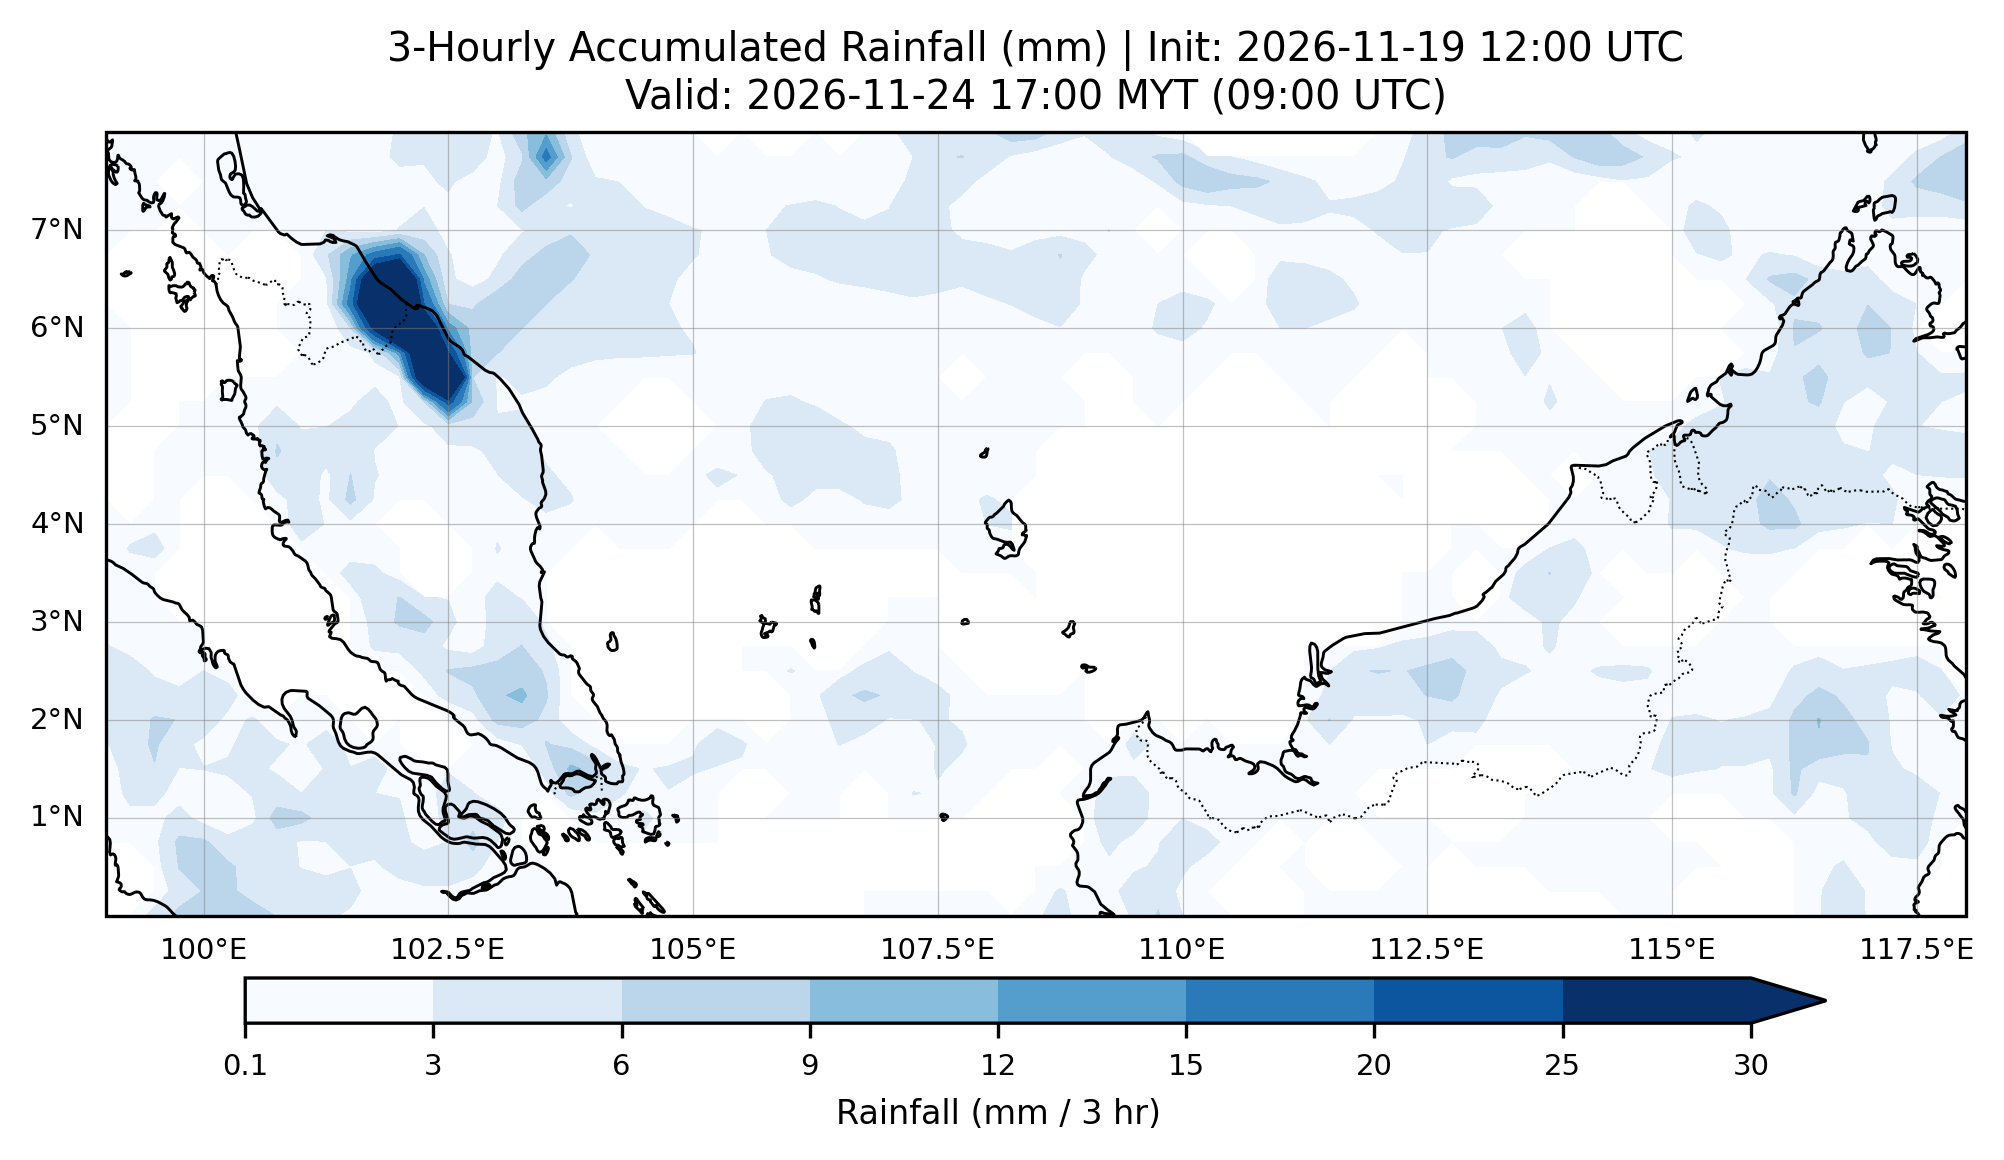 3-Hourly Accumulated Rainfall (mm) | Init: 2026-11-19 12:00 UTC
Valid: 2026-11-24 17:00 MYT (09:00 UTC)
7°N
6°N
5°N
4°N
3°N
2°N
1°N
100°E 102.5°E 105°E 107.5°E 110°E 112.5°E 115°E 117.5°E
0.1 3 6 9 12 15 20 25 30
Rainfall (mm / 3 hr)